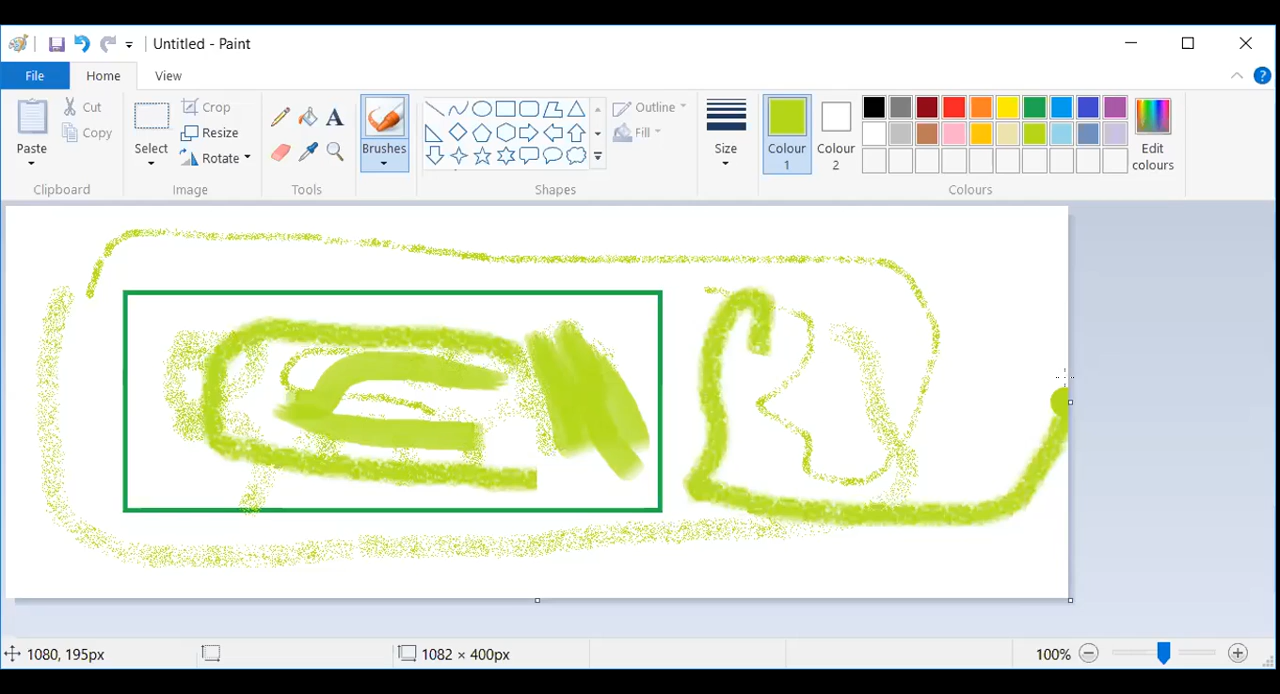 Untitled - Paint
File Home View
Cut
Copy
Paste
Clipboard
Select
Crop
Resize
Rotate
Image
A
Tools
Brushes
Outline
Fill
Shapes
Size
Colour 1
Colour 2
Edit colours
Colours
1080, 195px
1082 × 400px
100%